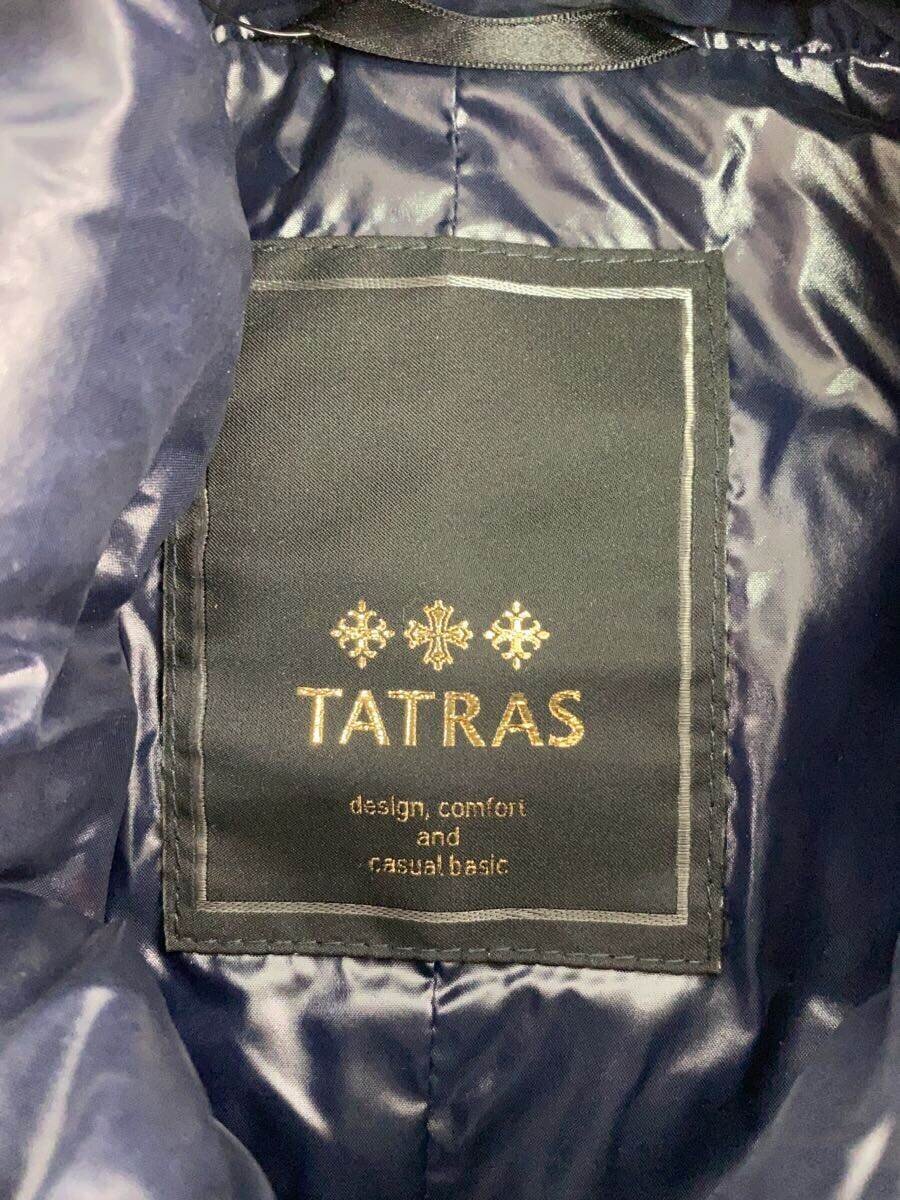 TATRAS
design, comfort
and
casual basic